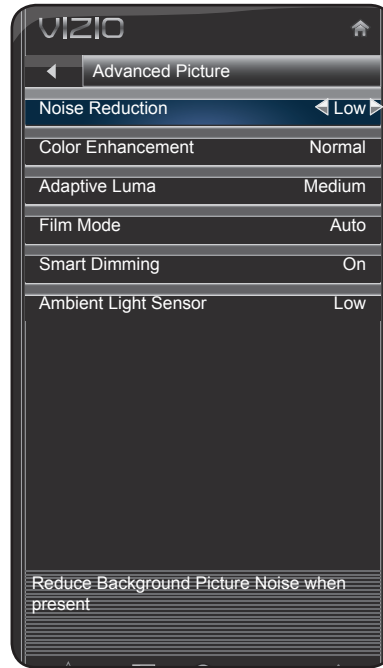 VIZIO
Advanced Picture
Noise Reduction Low
Color Enhancement Normal
Adaptive Luma Medium
Film Mode Auto
Smart Dimming On
Ambient Light Sensor Low
Reduce Background Picture Noise when
present